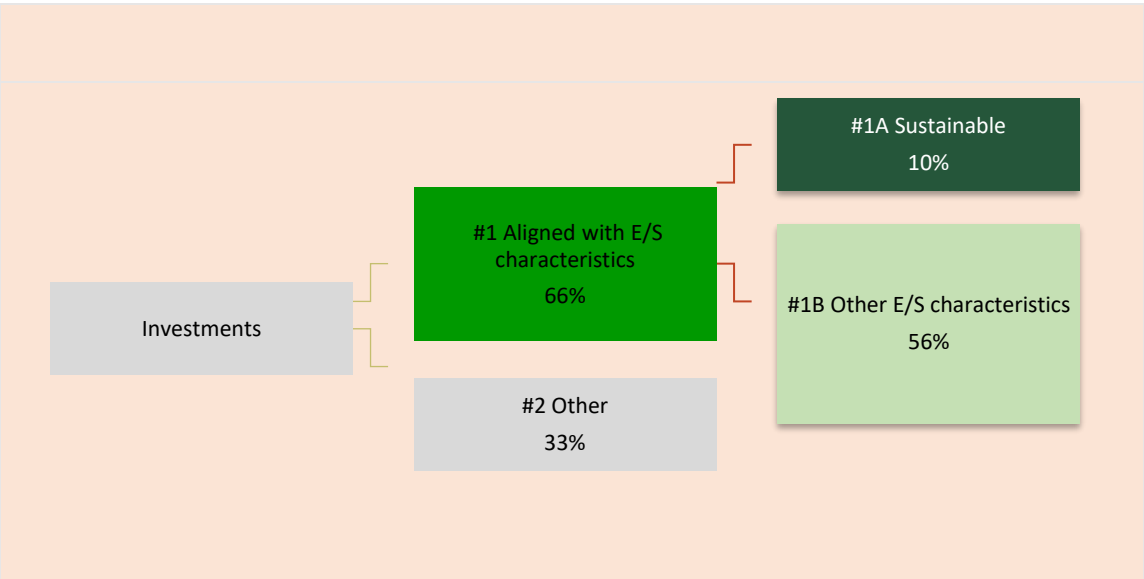 Investments
#1 Aligned with E/S
characteristics
66%
#2 Other
33%
#1A Sustainable
10%
#1B Other E/S characteristics
56%